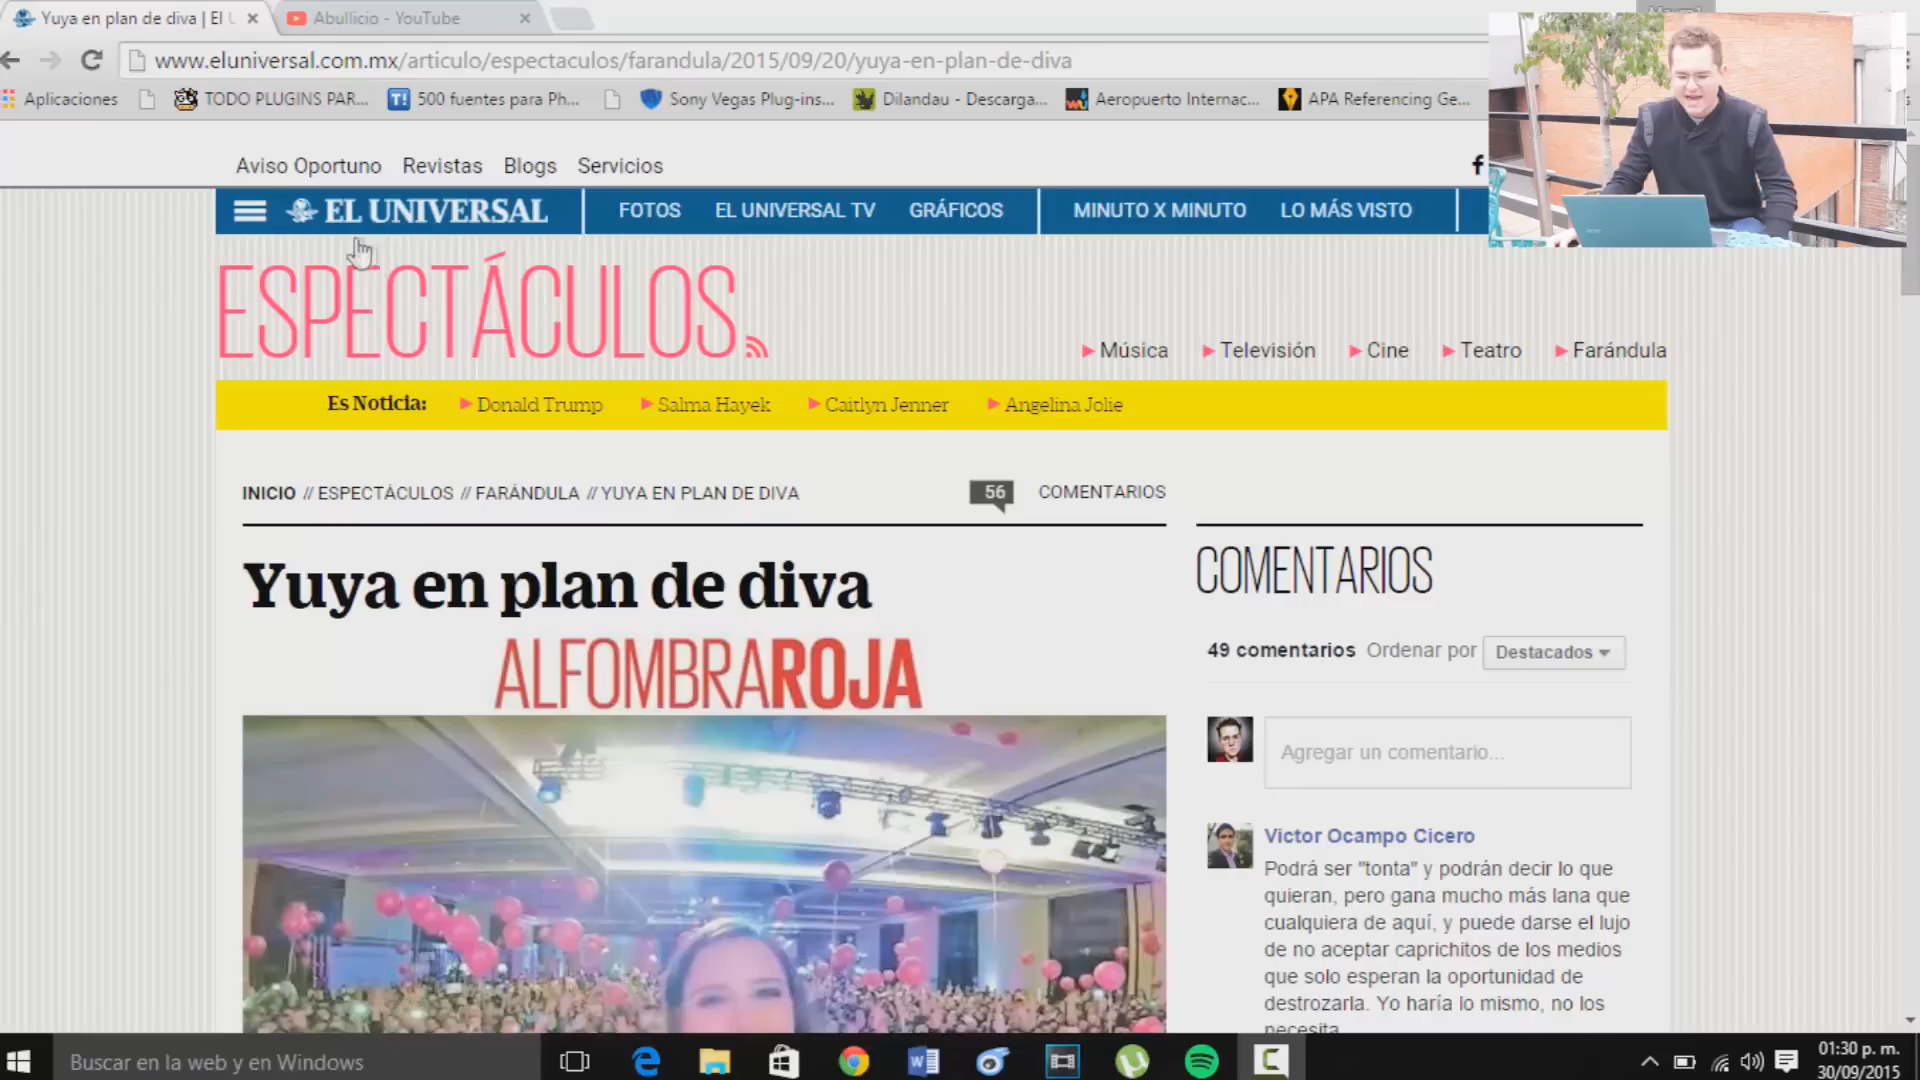 Yuya en plan de diva | El U
Abullicio - YouTube
www.eluniversal.com.mx/articulo/espectaculos/farandula/2015/09/20/yuya-en-plan-de-diva
Aplicaciones
TODO PLUGINS PAR...
500 fuentes para Ph...
Sony Vegas Plug-ins...
Dilandau - Descarga...
Aeropuerto Internac...
APA Referencing Ge...
Aviso Oportuno Revistas Blogs Servicios
EL UNIVERSAL
FOTOS EL UNIVERSAL TV GRÁFICOS MINUTO X MINUTO LO MÁS VISTO
ESPECTÁCULOS
Música Televisión Cine Teatro Farándula
Es Noticia: Donald Trump Salma Hayek Caitlyn Jenner Angelina Jolie
INICIO // ESPECTÁCULOS // FARÁNDULA // YUYA EN PLAN DE DIVA
56 COMENTARIOS
Yuya en plan de diva
ALFOMBRAROJA
COMENTARIOS
49 comentarios Ordenar por Destacados
Agregar un comentario...
Victor Ocampo Cicero
Podrá ser "tonta" y podrán decir lo que
quieran, pero gana mucho más lana que
cualquiera de aquí, y puede darse el lujo
de no aceptar caprichitos de los medios
que solo esperan la oportunidad de
destrozarla. Yo haría lo mismo, no los
necesita
Buscar en la web y en Windows
01:30 p. m.
30/09/2015